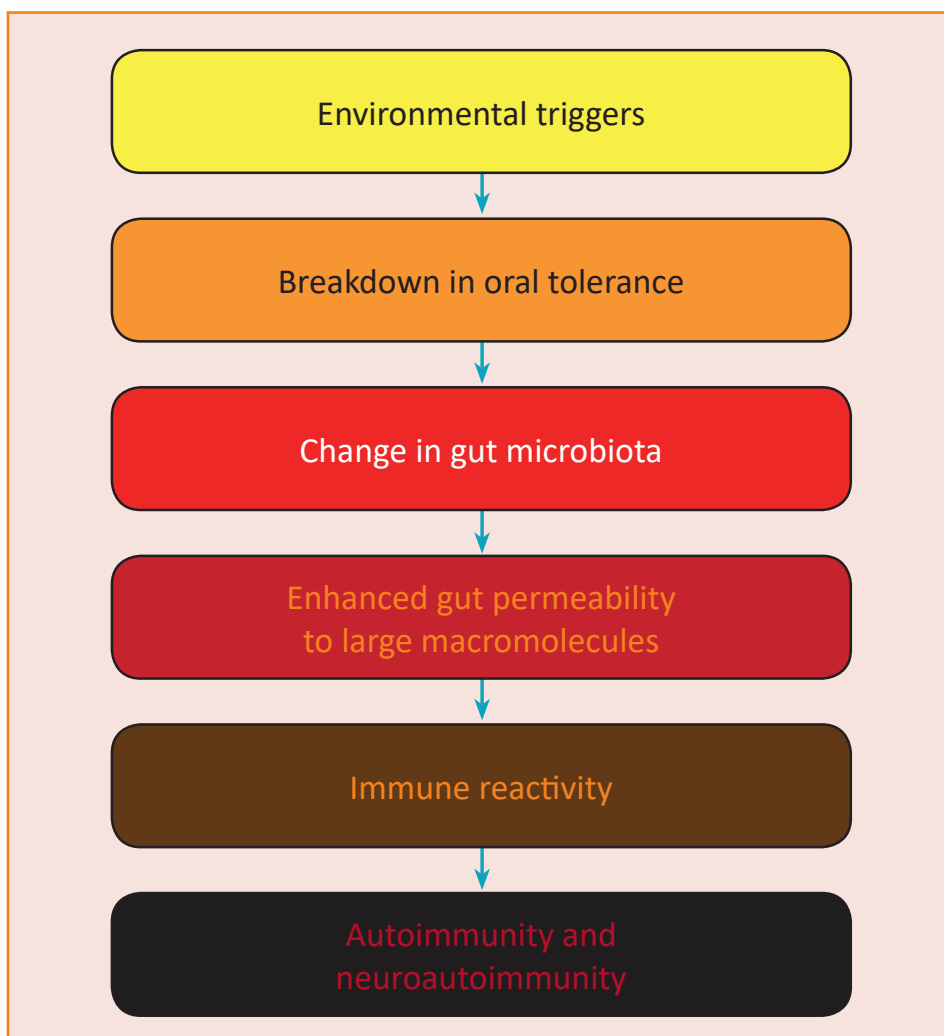 Environmental triggers
Breakdown in oral tolerance
Change in gut microbiota
Enhanced gut permeability
to large macromolecules
Immune reactivity
Autoimmunity and
neuroautoimmunity